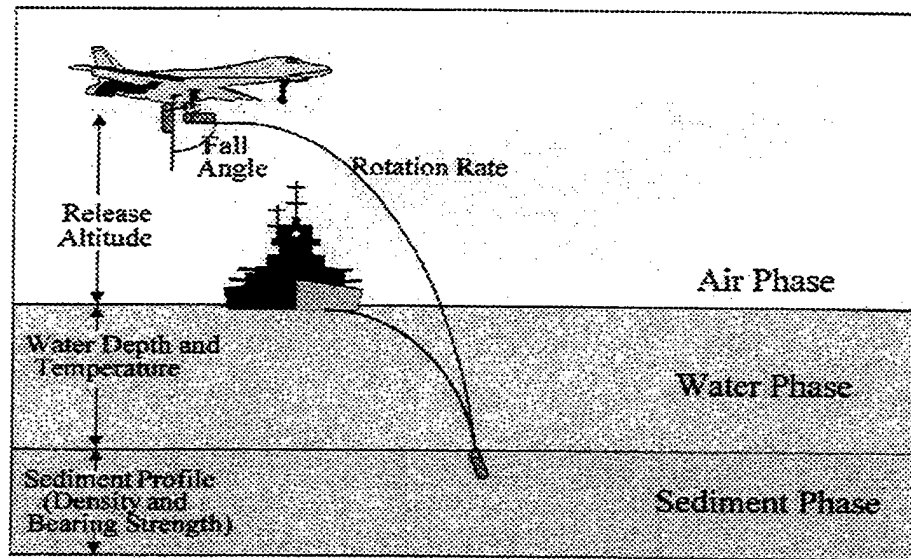 Fall
Angle
Rotation Rate
Release
Altitude
Air Phase
Water Depth and
Temperature
Water Phase
Sediment Profile
(Density and
Bearing Strength)
Sediment Phase